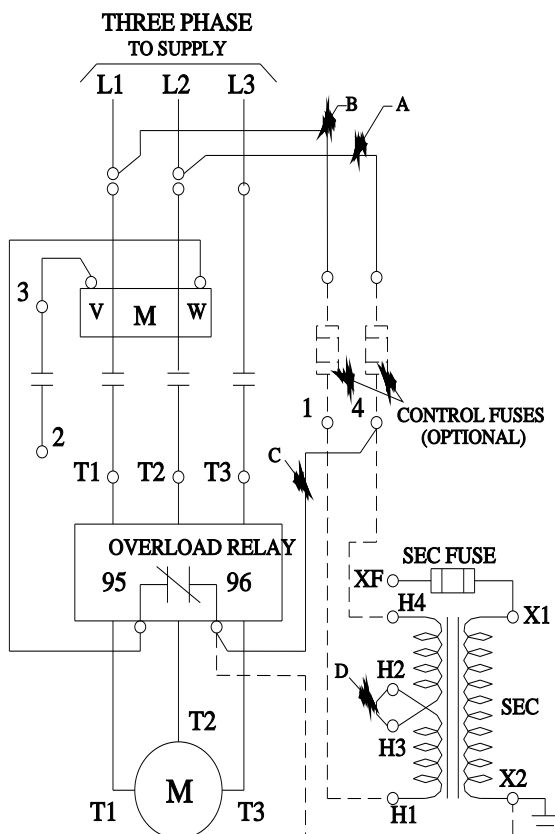 THREE PHASE
TO SUPPLY
L1 L2 L3
B A
3 V M W
1 4 CONTROL FUSES
(OPTIONAL)
2
C
T1 T2 T3
OVERLOAD RELAY
95 96
SEC FUSE
XF
H4 X1
D H2
H3
SEC
T2
X2
M
T1 T3
H1